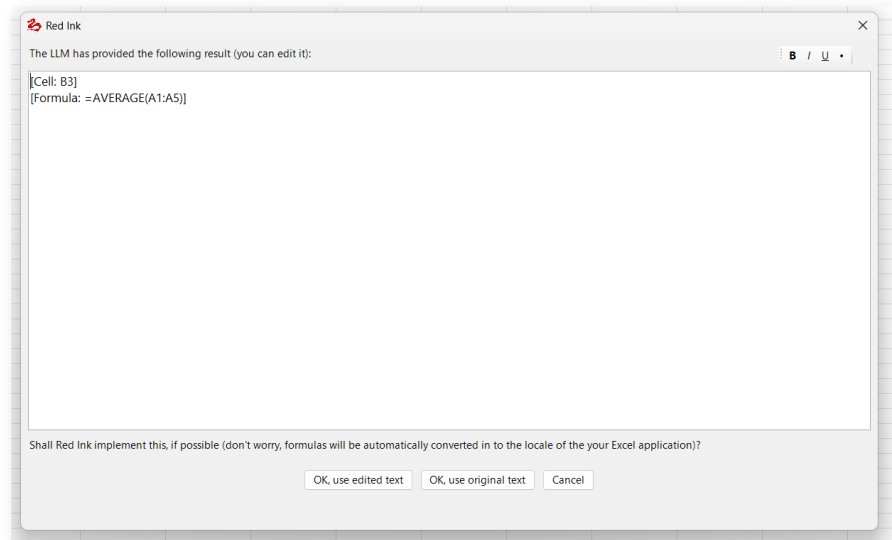 Red Ink
The LLM has provided the following result (you can edit it):
B I U •
[Cell: B3]
[Formula: =AVERAGE(A1:A5)]
Shall Red Ink implement this, if possible (don't worry, formulas will be automatically converted in to the locale of the your Excel application)?
OK, use edited text OK, use original text Cancel